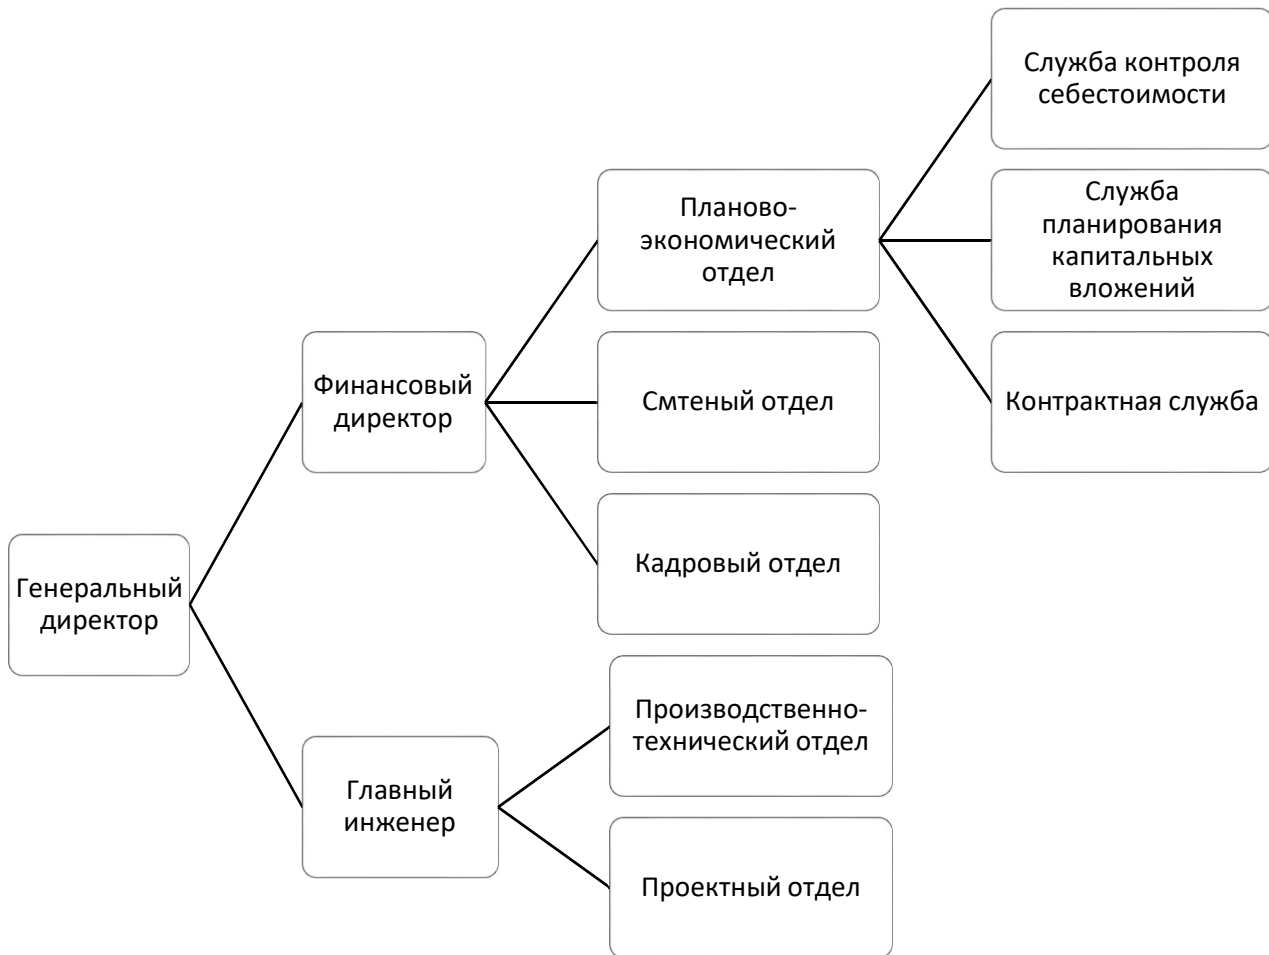 Генеральный
директор
Финансовый
директор
Планово-
экономический
отдел
Служба контроля
себестоимости
Служба
планирования
капитальных
вложений
Контрактная служба
Смтеный отдел
Кадровый отдел
Главный
инженер
Производственно-
технический отдел
Проектный отдел